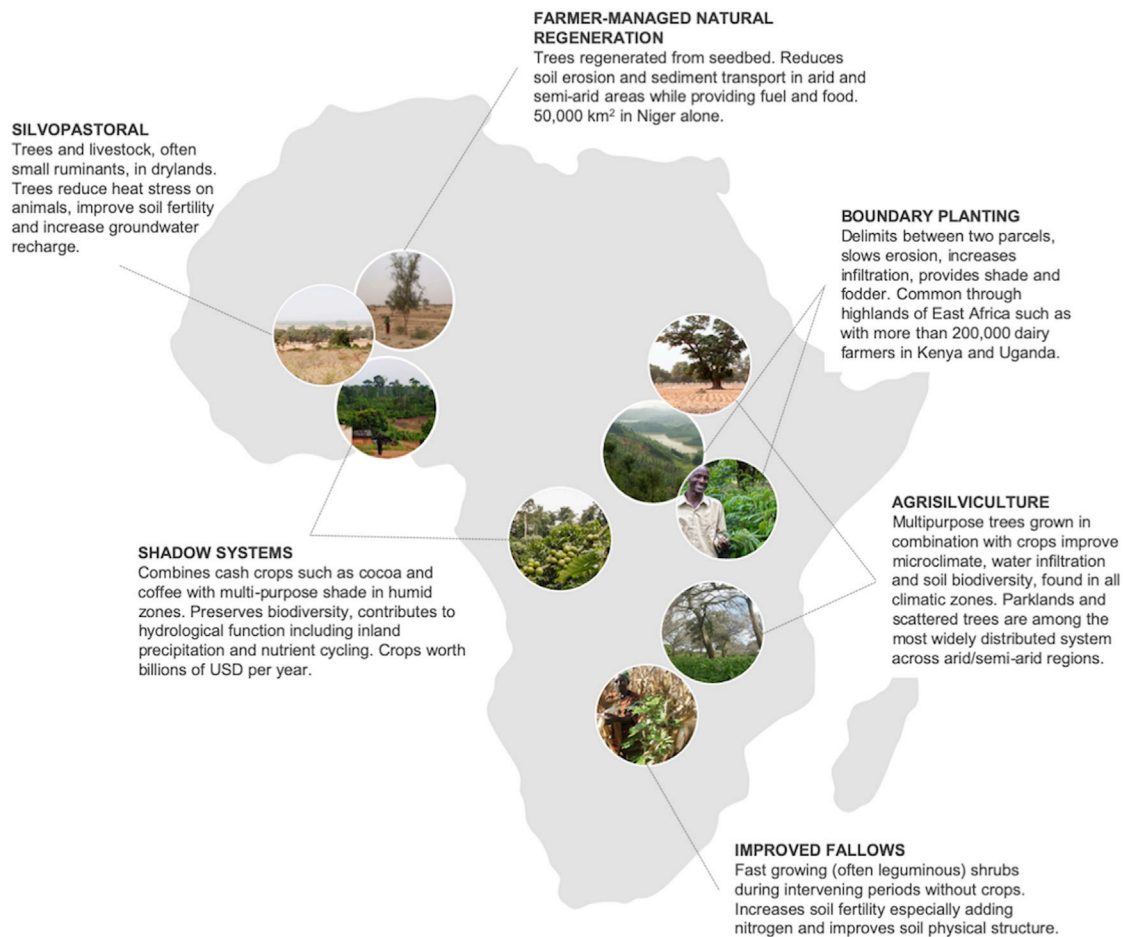 FARMER-MANAGED NATURAL
REGENERATION
Trees regenerated from seedbed. Reduces
soil erosion and sediment transport in arid and
semi-arid areas while providing fuel and food.
50,000 km² in Niger alone.
SILVOPASTORAL
Trees and livestock, often
small ruminants, in drylands.
Trees reduce heat stress on
animals, improve soil fertility
and increase groundwater
recharge.
BOUNDARY PLANTING
Delimits between two parcels,
slows erosion, increases
infiltration, provides shade and
fodder. Common through
highlands of East Africa such as
with more than 200,000 dairy
farmers in Kenya and Uganda.
AGRISILVICULTURE
Multipurpose trees grown in
combination with crops improve
microclimate, water infiltration
and soil biodiversity, found in all
climatic zones. Parklands and
scattered trees are among the
most widely distributed system
across arid/semi-arid regions.
SHADOW SYSTEMS
Combines cash crops such as cocoa and
coffee with multi-purpose shade in humid
zones. Preserves biodiversity, contributes to
hydrological function including inland
precipitation and nutrient cycling. Crops worth
billions of USD per year.
IMPROVED FALLOWS
Fast growing (often leguminous) shrubs
during intervening periods without crops.
Increases soil fertility especially adding
nitrogen and improves soil physical structure.